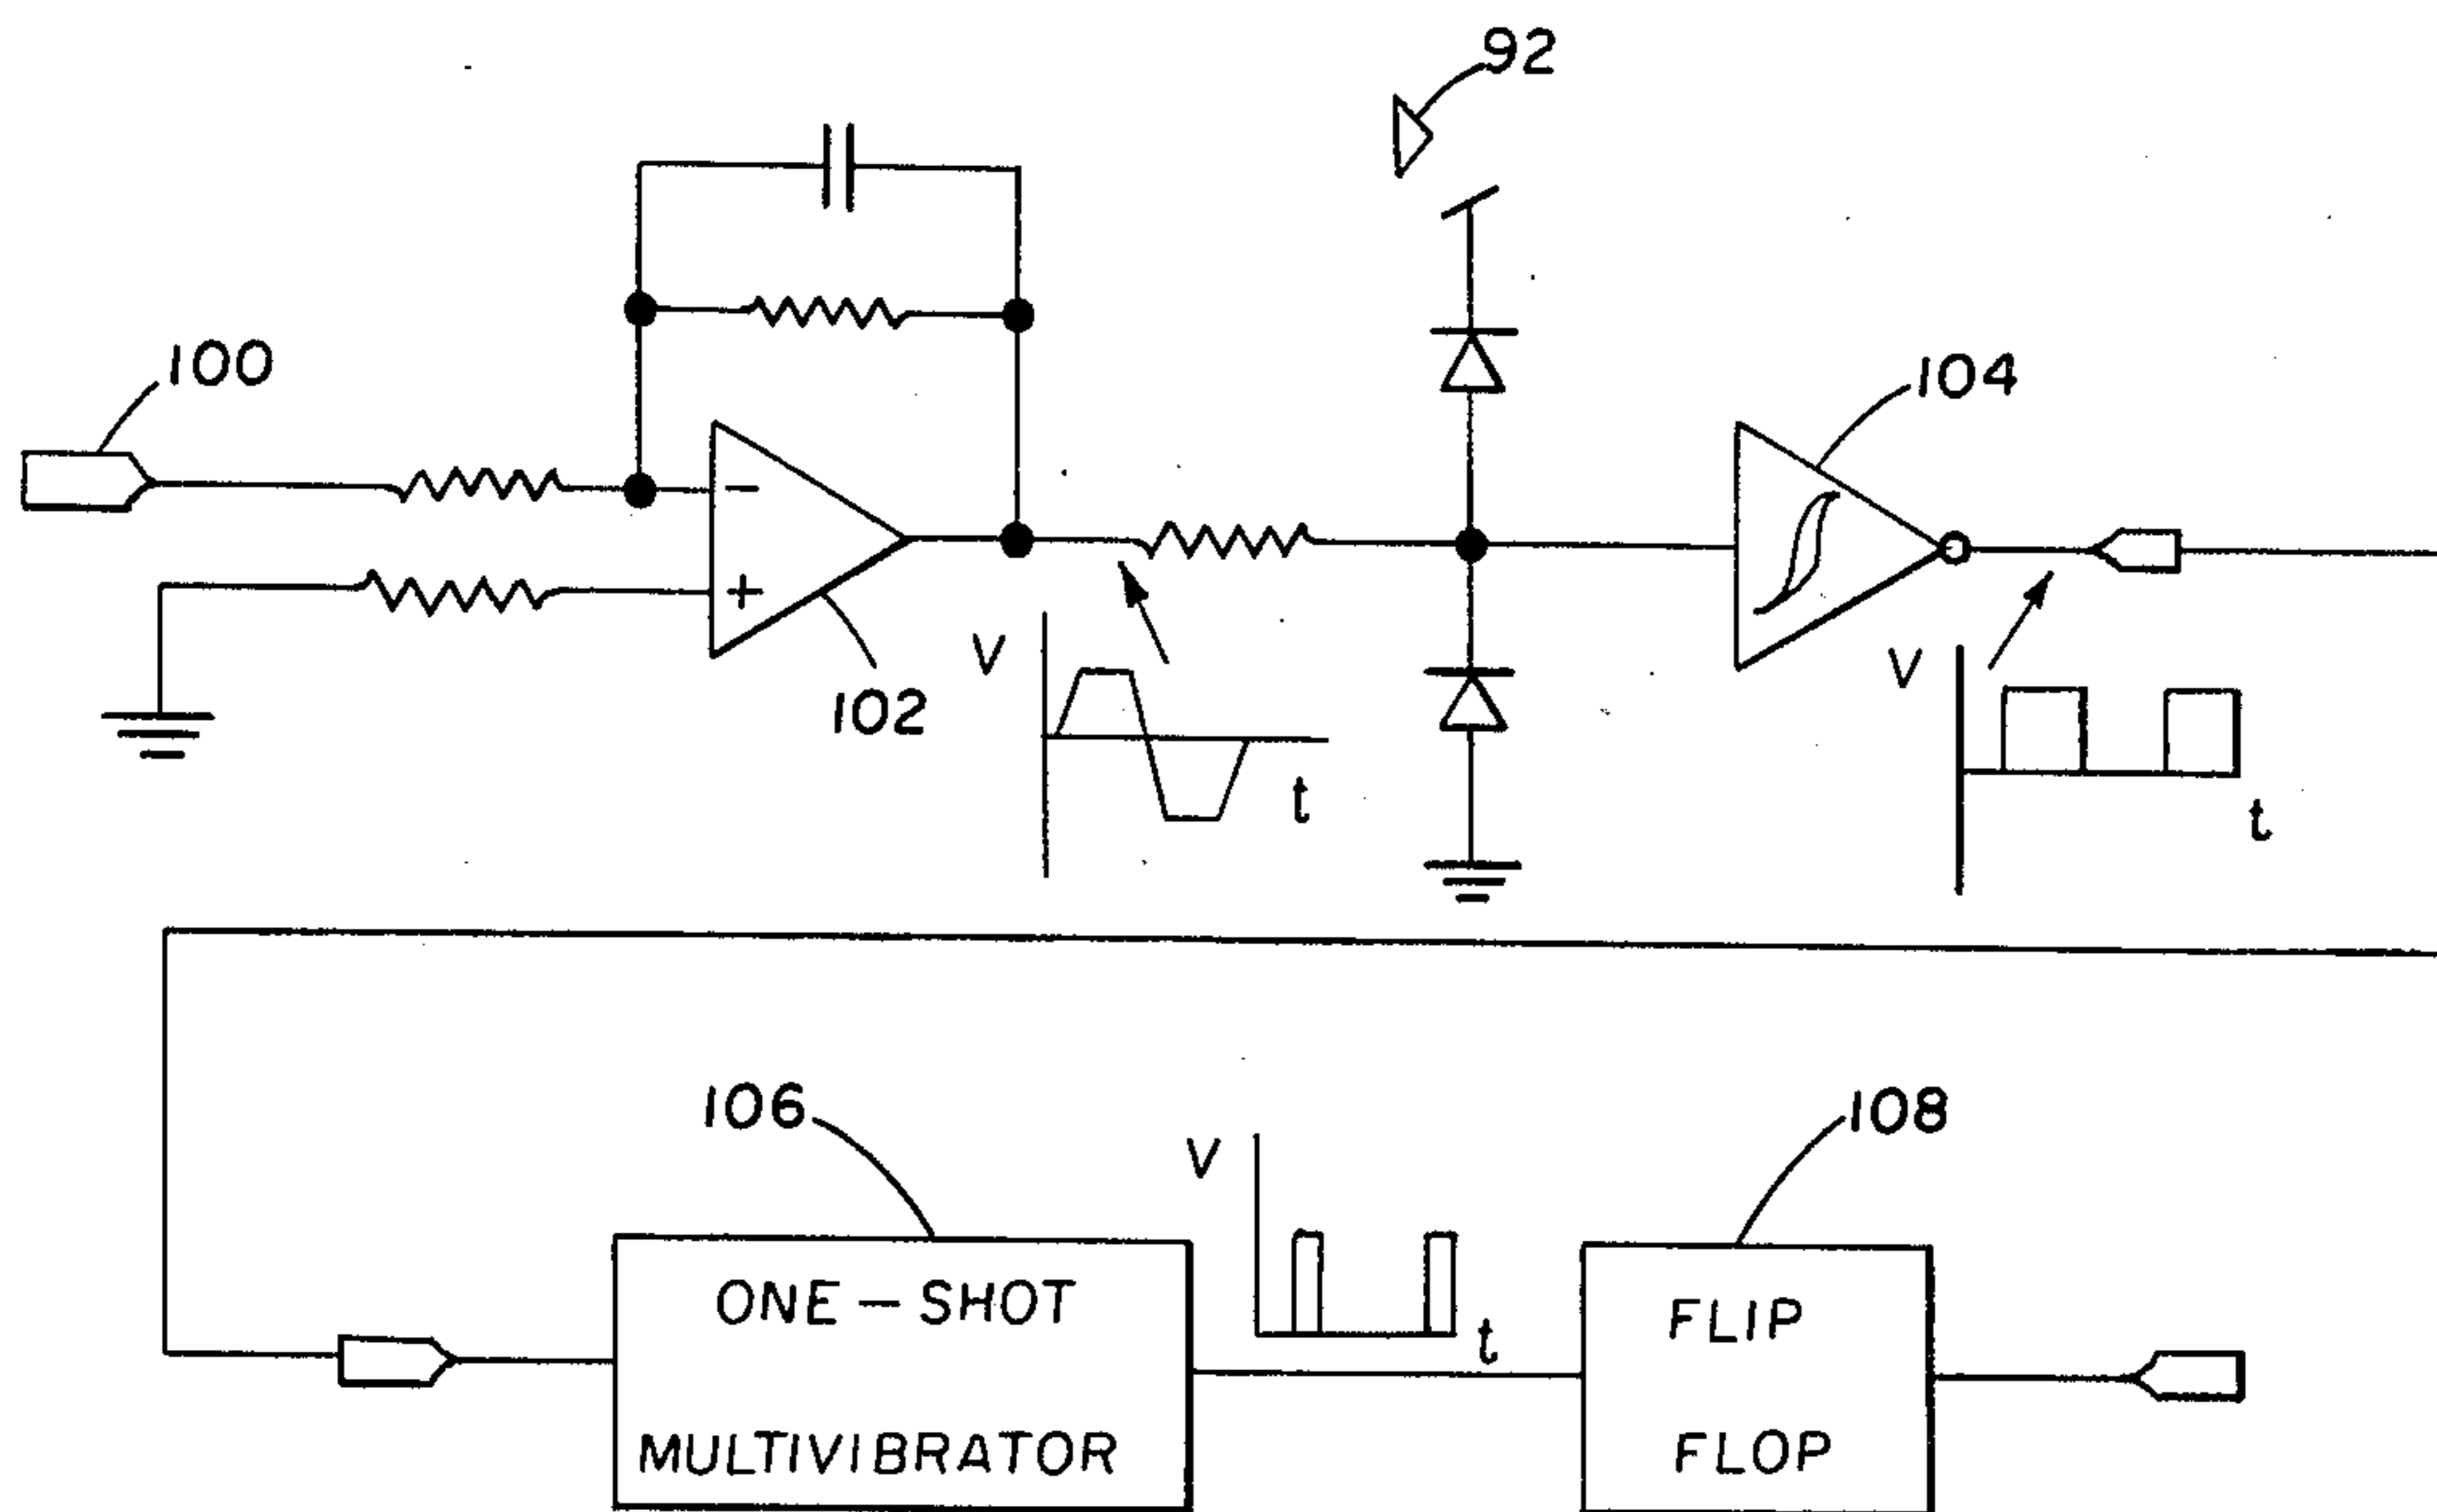 92
100
104
-
+
102
V
t
V
t
106
108
V
t
ONE - SHOT
MULTIVIBRATOR
FLIP
FLOP